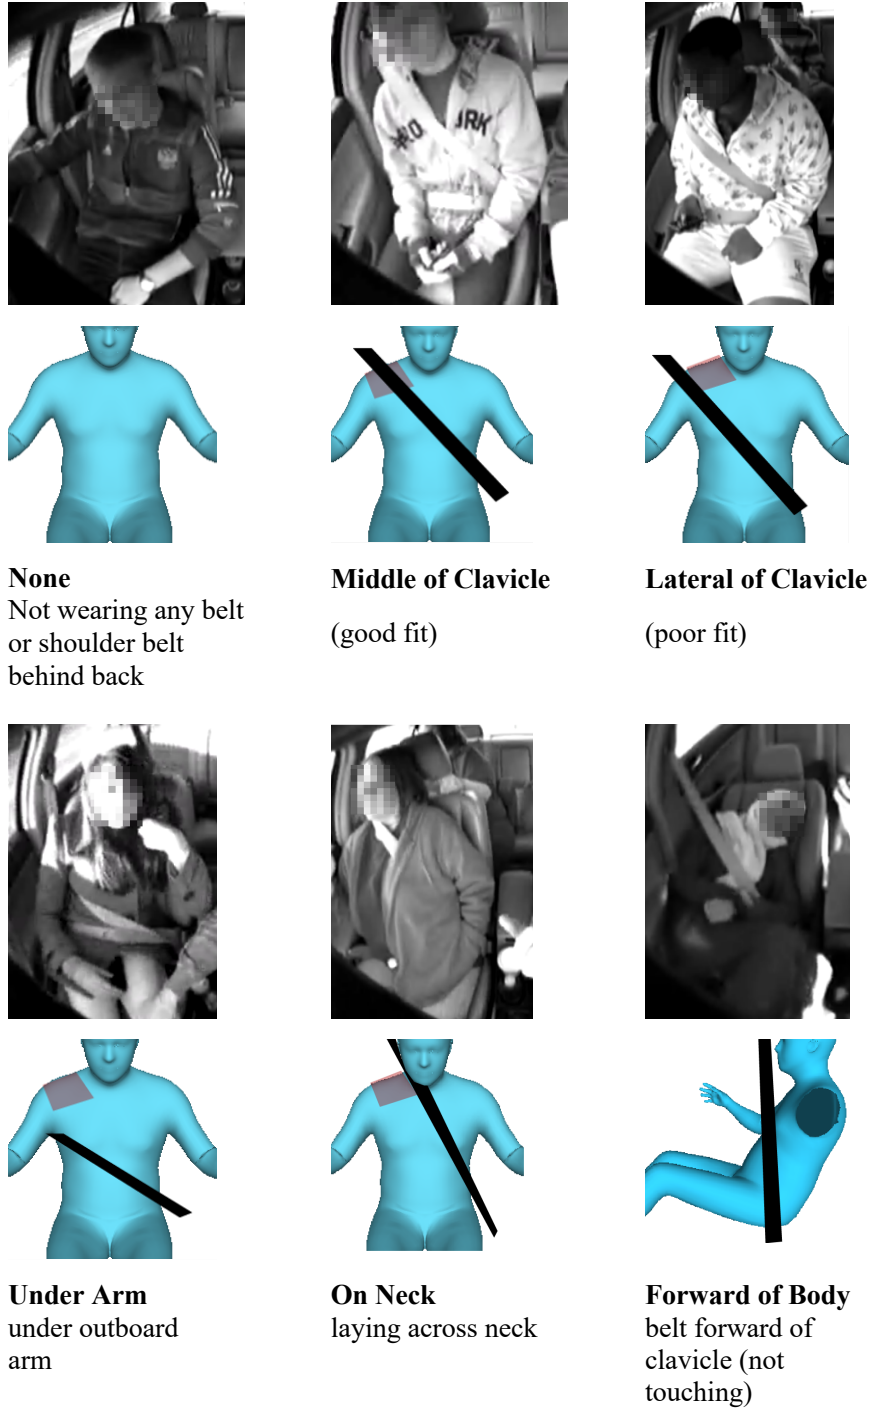 RK
None
Not wearing any belt
or shoulder belt
behind back
Middle of Clavicle
(good fit)
Lateral of Clavicle
(poor fit)
Under Arm
under outboard
arm
On Neck
laying across neck
Forward of Body
belt forward of
clavicle (not
touching)